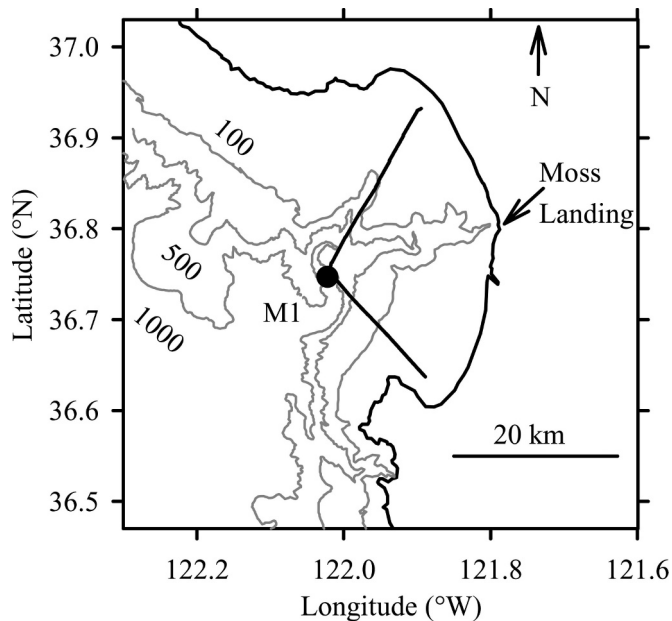 37.0
36.9
36.8
36.7
36.6
36.5
Latitude (°N)
122.2
122.0
121.8
121.6
Longitude (°W)
N
100
500
1000
M1
Moss
Landing
20 km